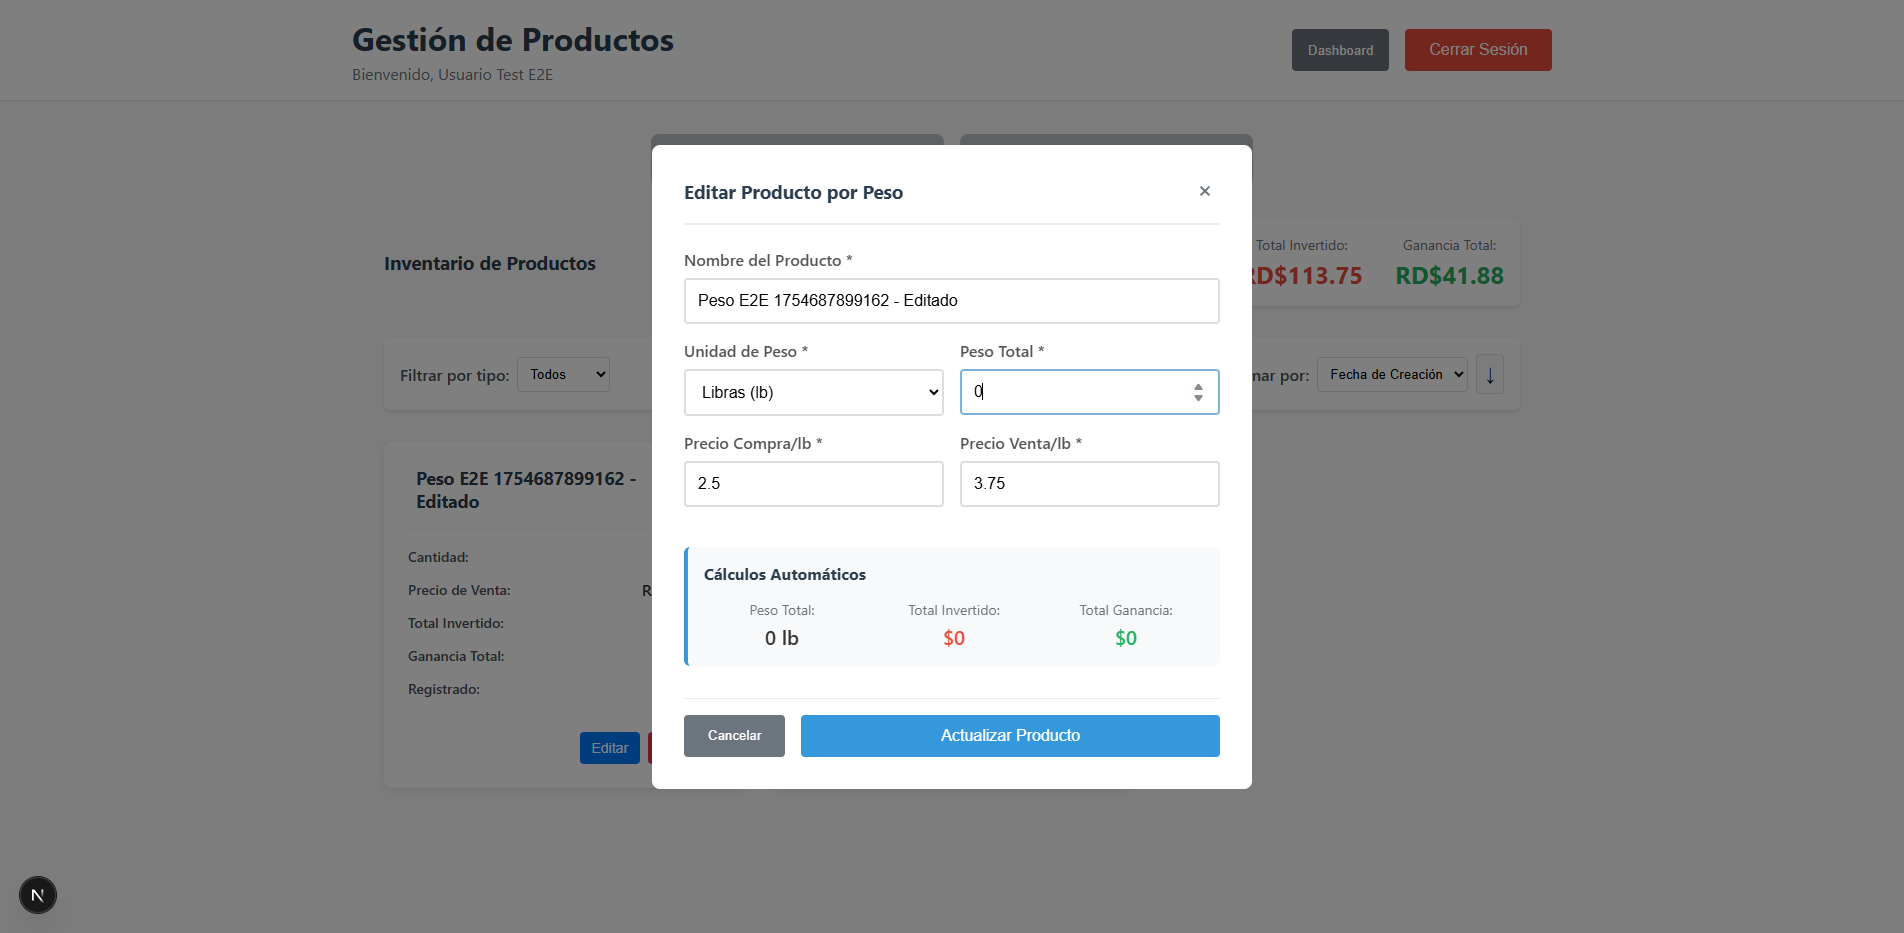 Gestión de Productos
Bienvenido, Usuario Test E2E
Dashboard
Cerrar Sesión
Inventario de Productos
Total Invertido:
RD$113.75
Ganancia Total:
RD$41.88
Filtrar por tipo:
Todos
nar por:
Fecha de Creación
↓
Peso E2E 1754687899162 -
Editado
Cantidad:
Precio de Venta:
R
Total Invertido:
Ganancia Total:
Registrado:
Editar
Editar Producto por Peso
×
Nombre del Producto *
Peso E2E 1754687899162 - Editado
Unidad de Peso *
Peso Total *
Libras (lb)
0
Precio Compra/lb *
Precio Venta/lb *
2.5
3.75
Cálculos Automáticos
Peso Total:
Total Invertido:
Total Ganancia:
0 lb
$0
$0
Cancelar
Actualizar Producto
N